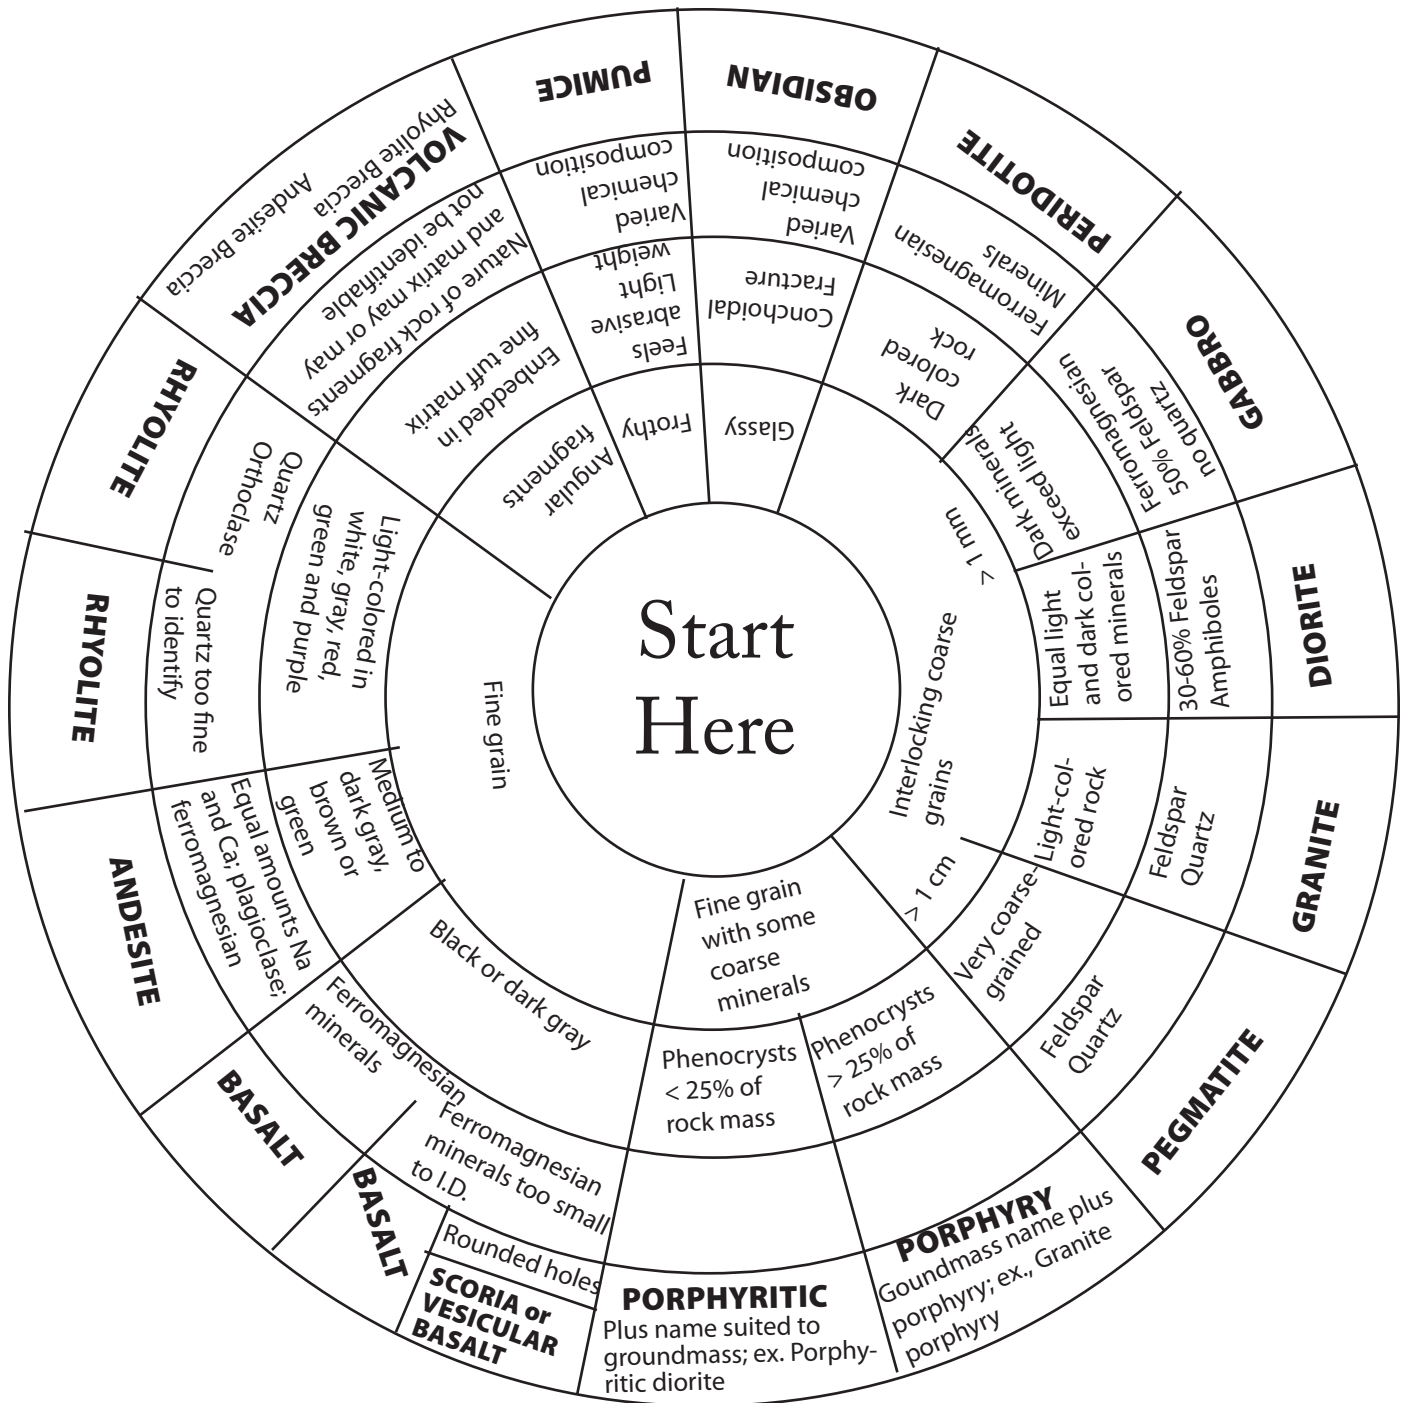 Start
Here
Glassy
Conchoidal
Fracture
Varied
chemical
composition
OBSIDIAN
< 1 mm
Interlocking coarse
grains
> 1 cm
Dark
colored
rock
Ferromagnesian
Minerals
PERIDOTITE
Dark minerals
exceed light
Ferromagnesian
50% Feldspar
no quartz
GABBRO
Equal light
and dark col-
ored minerals
30-60% Feldspar
Amphiboles
DIORITE
Light-col-
ored rock
Feldspar
Quartz
GRANITE
Very coarse-
grained
Feldspar
Quartz
PEGMATITE
Fine grain
with some
coarse
minerals
Phenocrysts
> 25% of
rock mass
PORPHYRY
Goundmass name plus
porphyry; ex., Granite
porphyry
Phenocrysts
< 25% of
rock mass
PORPHYRITIC
Plus name suited to
groundmass; ex. Porphy-
ritic diorite
Fine grain
Black or dark gray
Ferromagnesian
minerals too small
to I.D.
Rounded holes
SCORIA or
VESICULAR
BASALT
BASALT
Ferromagnesian
minerals
BASALT
Medium to
dark gray,
brown or
green
Equal amounts Na
and Ca; plagioclase;
ferromagnesian
ANDESITE
Light-colored in
white, gray, red,
green and purple
Quartz too fine
to identify
RHYOLITE
Quartz
Orthoclase
RHYOLITE
Angular
fragments
Embedded in
fine tuff matrix
Nature of rock fragments
and matrix may or may
not be identifiable
VOLCANIC BRECCIA
Rhyolite Breccia
Andesite Breccia
Frothy
Feels
abrasive
Light
weight
Varied
chemical
composition
PUMICE